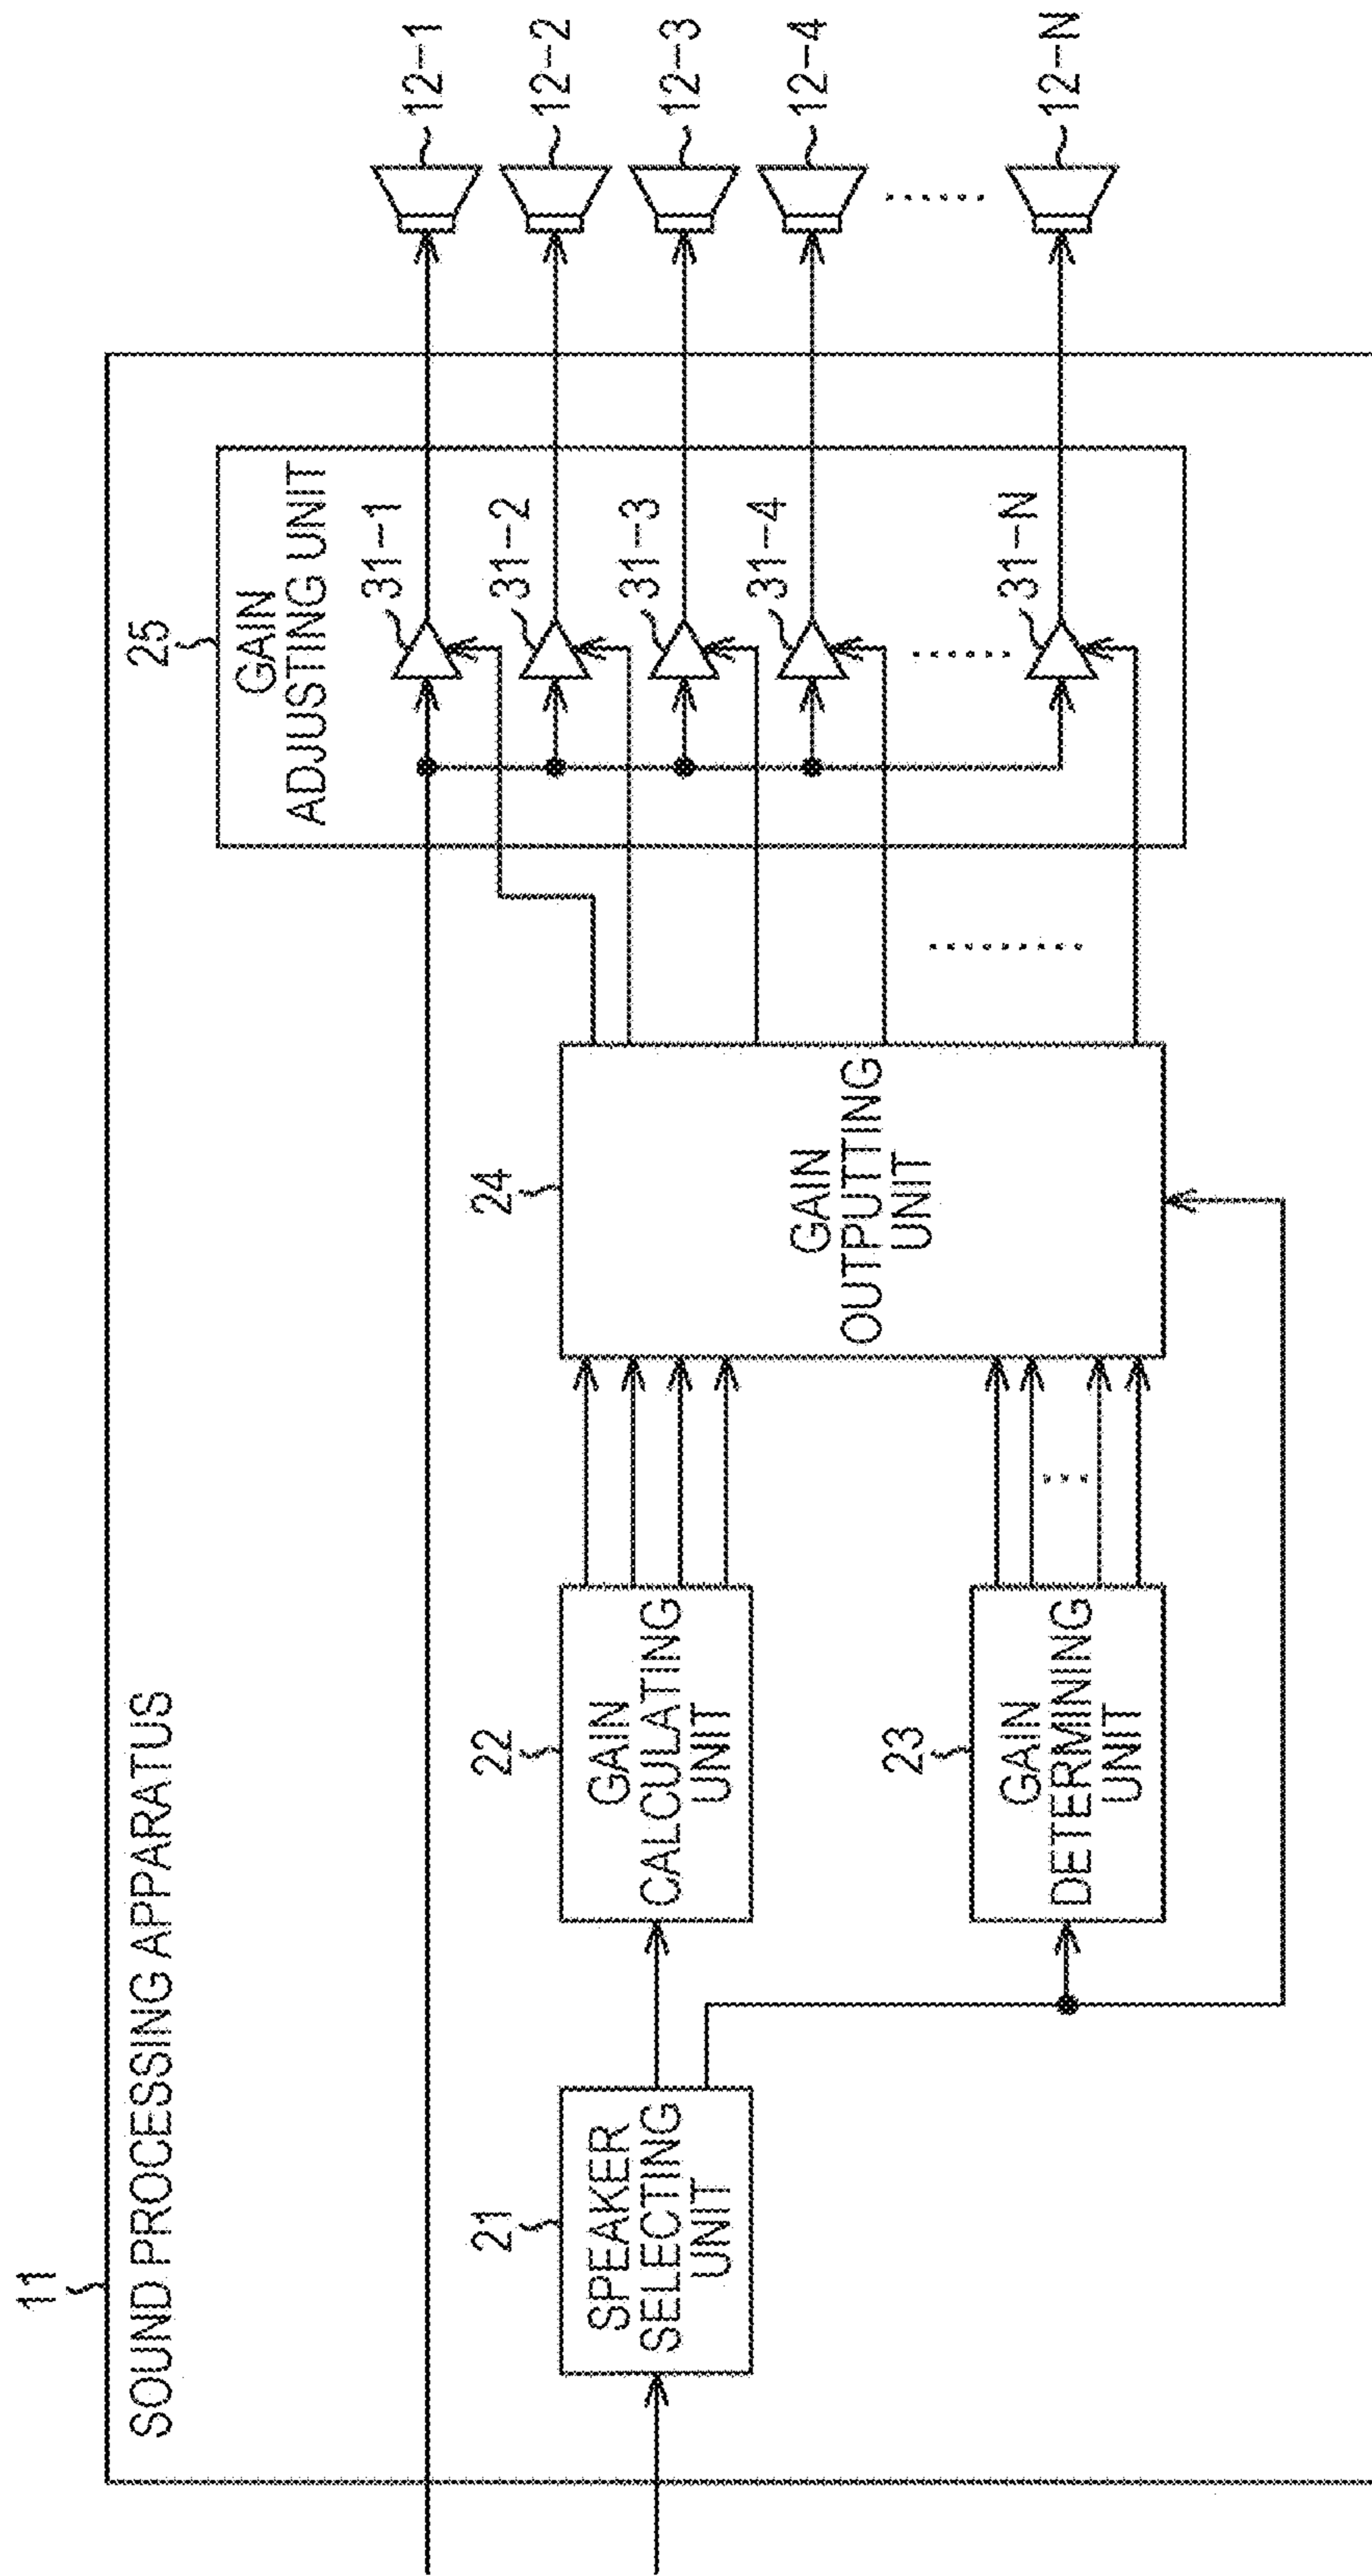 11
SOUND PROCESSING APPARATUS
21
SPEAKER
SELECTING
UNIT
22
GAIN
CALCULATING
UNIT
23
GAIN
DETERMINING
UNIT
24
GAIN
OUTPUTTING
UNIT
25
GAIN
ADJUSTING UNIT
31-1
31-2
31-3
31-4
31-N
12-1
12-2
12-3
12-4
12-N